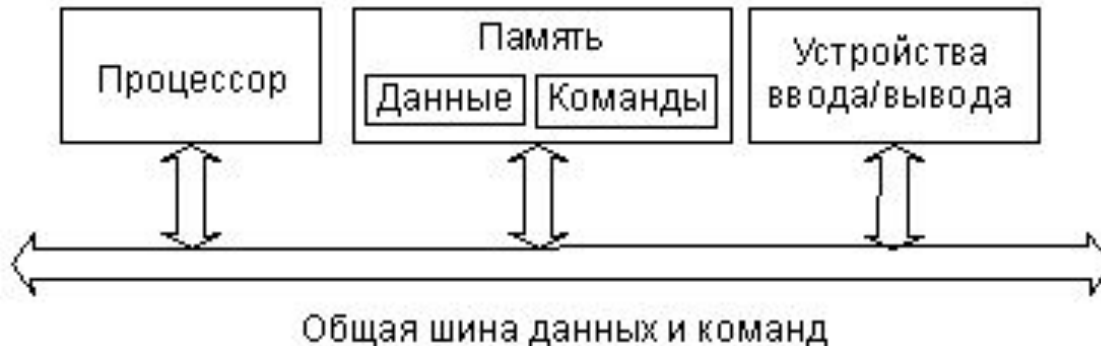 Процессор
Память
Данные
Команды
Устройства
ввода/вывода
Общая шина данных и команд